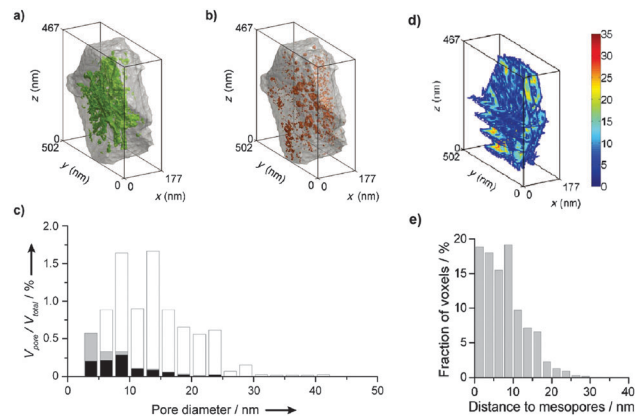 a)
467
z (nm)
0
502
y (nm)
0
0
177
x (nm)
b)
467
z (nm)
0
502
y (nm)
0
0
177
x (nm)
d)
467
z (nm)
0
502
y (nm)
0
0
177
x (nm)
35
30
25
20
15
10
5
0
c)
2.0
1.5
1.0
0.5
0
V_pore / V_total / %
0 10 20 30 40 50
Pore diameter / nm
e)
20
15
10
5
0
Fraction of voxels / %
0 10 20 30 40
Distance to mesopores / nm